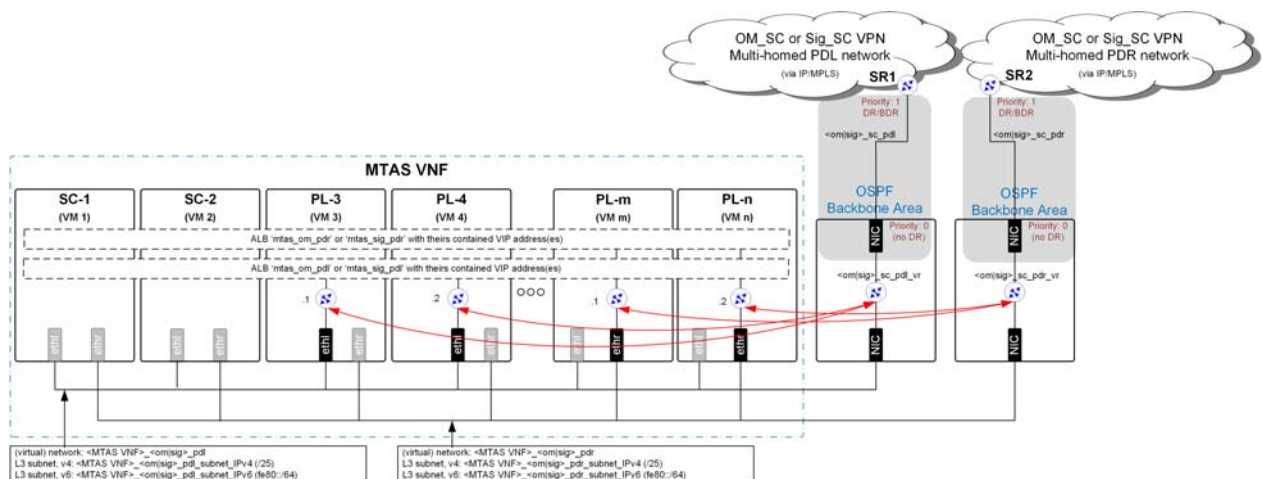 OM_SC or Sig_SC VPN
Multi-homed PDL network
(via IP/MPLS)
SR1
OM_SC or Sig_SC VPN
Multi-homed PDR network
(via IP/MPLS)
SR2
Priority: 1
DR/BDR
Priority: 1
DR/BDR
<om|sig>_sc_pdl
<om|sig>_sc_pdr
MTAS VNF
SC-1
(VM 1)
SC-2
(VM 2)
PL-3
(VM 3)
PL-4
(VM 4)
PL-m
(VM m)
PL-n
(VM n)
OSPF
Backbone Area
OSPF
Backbone Area
NIC
Priority: 0
(no DR)
NIC
Priority: 0
(no DR)
ALB 'mtas_om_pdr' or 'mtas_sig_pdr' with theirs contained VIP address(es)
ALB 'mtas_om_pdl' or 'mtas_sig_pdl' with theirs contained VIP address(es)
<om|sig>_sc_pdl_vr
<om|sig>_sc_pdr_vr
.1
.2
.1
.2
ethl
ethr
ethl
ethr
ethl
ethr
ethl
ethr
ethl
ethr
ethl
ethr
NIC
NIC
(virtual) network: <MTAS VNF>_<om|sig>_pdl
L3 subnet, v4: <MTAS VNF>_<om|sig>_pdl_subnet_IPv4 (/25)
L3 subnet, v6: <MTAS VNF>_<om|sig>_pdl_subnet_IPv6 (fe80::/64)
(virtual) network: <MTAS VNF>_<om|sig>_pdr
L3 subnet, v4: <MTAS VNF>_<om|sig>_pdr_subnet_IPv4 (/25)
L3 subnet, v6: <MTAS VNF>_<om|sig>_pdr_subnet_IPv6 (fe80::/64)